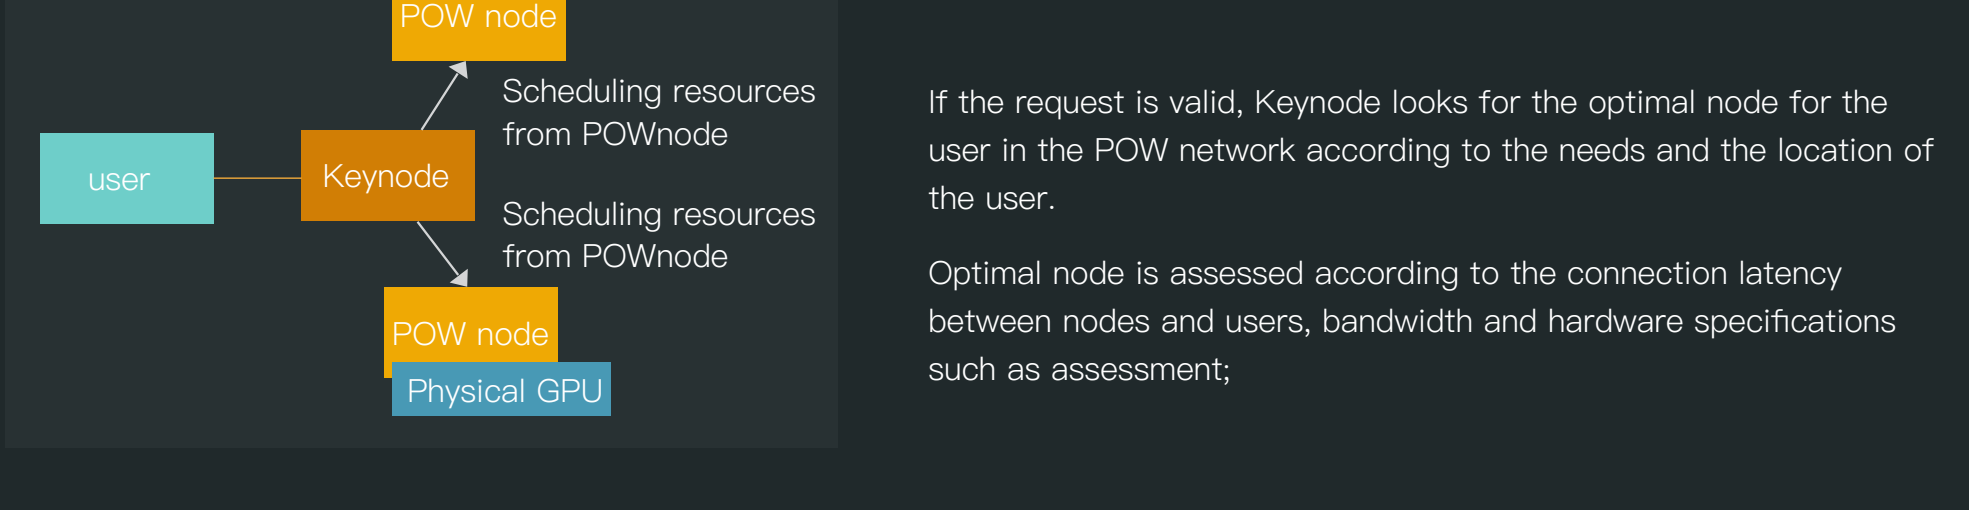 POW node
Scheduling resources
from POWnode
user
Keynode
Scheduling resources
from POWnode
POW node
Physical GPU
If the request is valid, Keynode looks for the optimal node for the
user in the POW network according to the needs and the location of
the user.
Optimal node is assessed according to the connection latency
between nodes and users, bandwidth and hardware specifications
such as assessment;